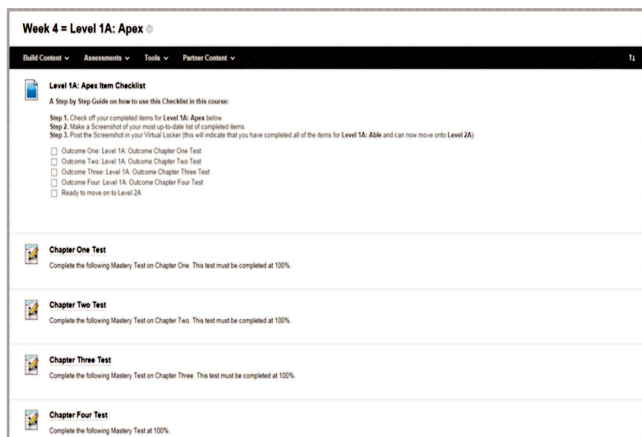 Week 4 = Level 1A: Apex
Build Content Assessments Tools Partner Content
Level 1A: Apex Item Checklist
A Step by Step Guide on how to use this Checklist in this course:
Step 1. Check off your completed items for Level 1A: Apex below.
Step 2. Make a Screenshot of your most up-to-date list of completed items.
Step 3. Post the Screenshot in your Virtual Locker (this will indicate that you have completed all of the items for Level 1A: Able and can now move onto Level 2A)
Outcome One: Level 1A: Outcome Chapter One Test
Outcome Two: Level 1A: Outcome Chapter Two Test
Outcome Three: Level 1A: Outcome Chapter Three Test
Outcome Four: Level 1A: Outcome Chapter Four Test
Ready to move on to Level 2A
Chapter One Test
Complete the following Mastery Test on Chapter One. This test must be completed at 100%.
Chapter Two Test
Complete the following Mastery Test on Chapter Two. This test must be completed at 100%.
Chapter Three Test
Complete the following Mastery Test on Chapter Three. This test must be completed at 100%.
Chapter Four Test
Complete the following Mastery Test at 100%.